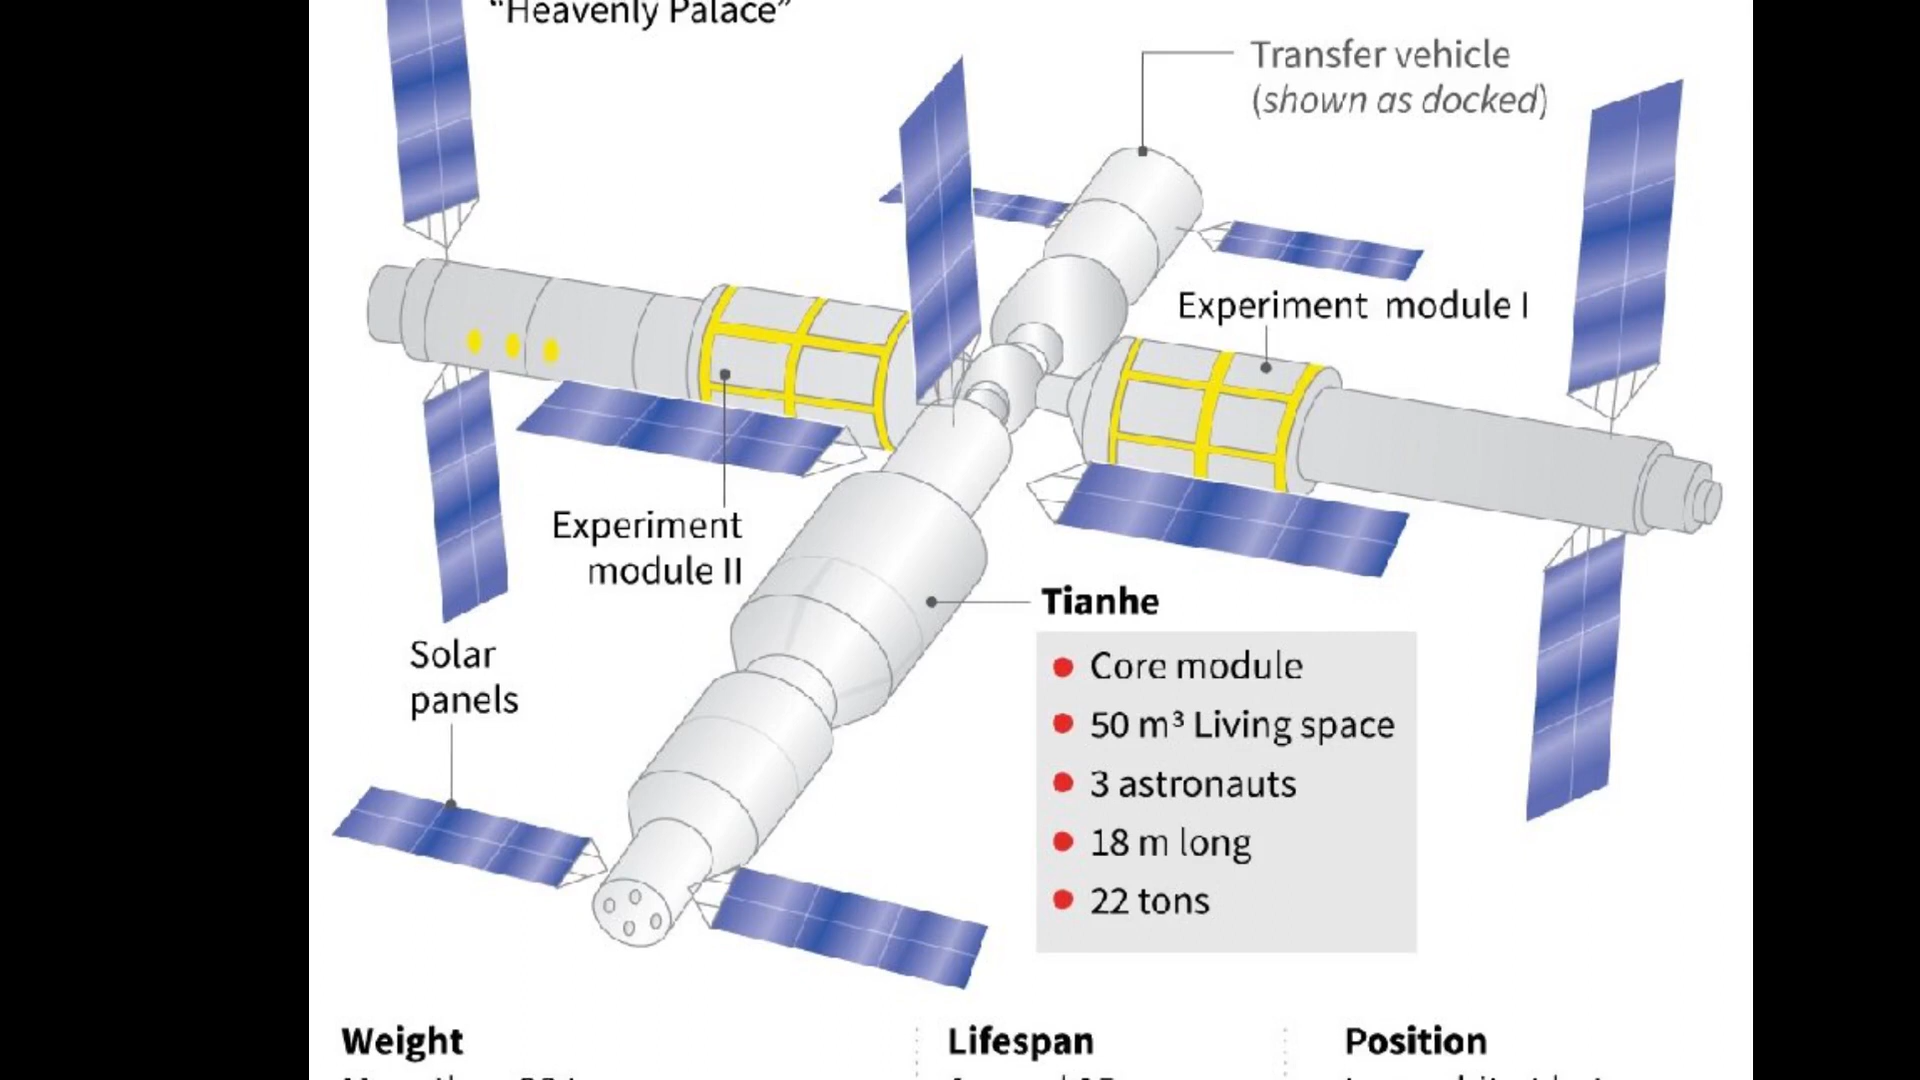 “Heavenly Palace”
Transfer vehicle
(shown as docked)
Experiment module I
Experiment
module II
Solar
panels
Tianhe
Core module
50 m³ Living space
3 astronauts
18 m long
22 tons
Weight
Lifespan
Position